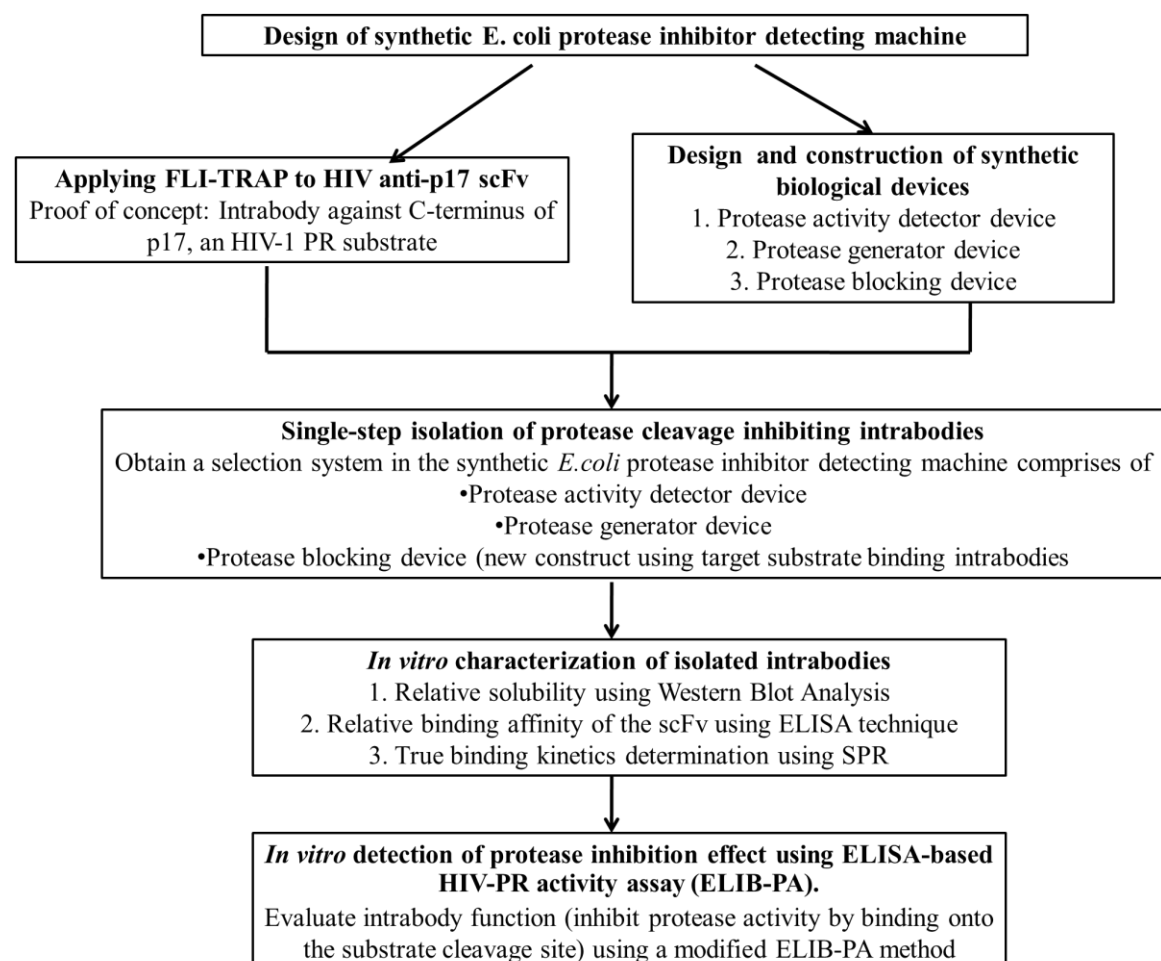 Design of synthetic E. coli protease inhibitor detecting machine
Applying FLI-TRAP to HIV anti-p17 scFv
Proof of concept: Intrabody against C-terminus of
p17, an HIV-1 PR substrate
Design and construction of synthetic
biological devices
1. Protease activity detector device
2. Protease generator device
3. Protease blocking device
Single-step isolation of protease cleavage inhibiting intrabodies
Obtain a selection system in the synthetic E.coli protease inhibitor detecting machine comprises of
•Protease activity detector device
•Protease generator device
•Protease blocking device (new construct using target substrate binding intrabodies
In vitro characterization of isolated intrabodies
1. Relative solubility using Western Blot Analysis
2. Relative binding affinity of the scFv using ELISA technique
3. True binding kinetics determination using SPR
In vitro detection of protease inhibition effect using ELISA-based
HIV-PR activity assay (ELIB-PA).
Evaluate intrabody function (inhibit protease activity by binding onto
the substrate cleavage site) using a modified ELIB-PA method